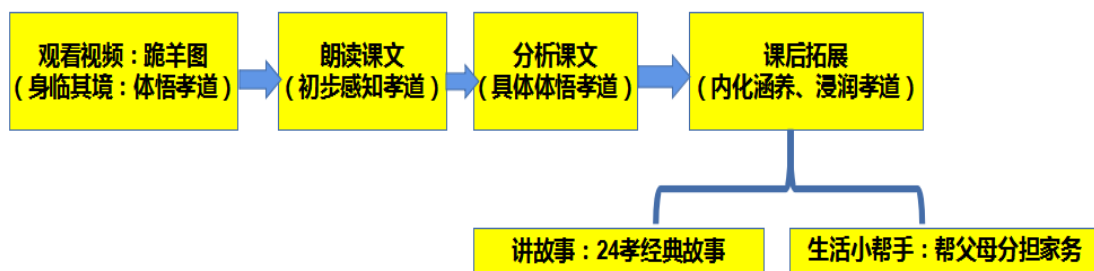 观看视频：跪羊图
（身临其境：体悟孝道）
朗读课文
（初步感知孝道）
分析课文
（具体体悟孝道）
课后拓展
（内化涵养、浸润孝道）
讲故事：24孝经典故事
生活小帮手：帮父母分担家务